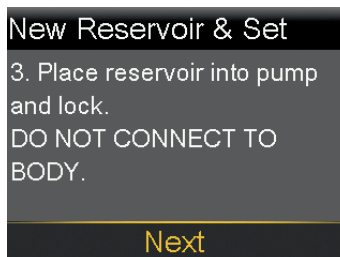 New Reservoir & Set
3. Place reservoir into pump
and lock.
DO NOT CONNECT TO
BODY.
Next